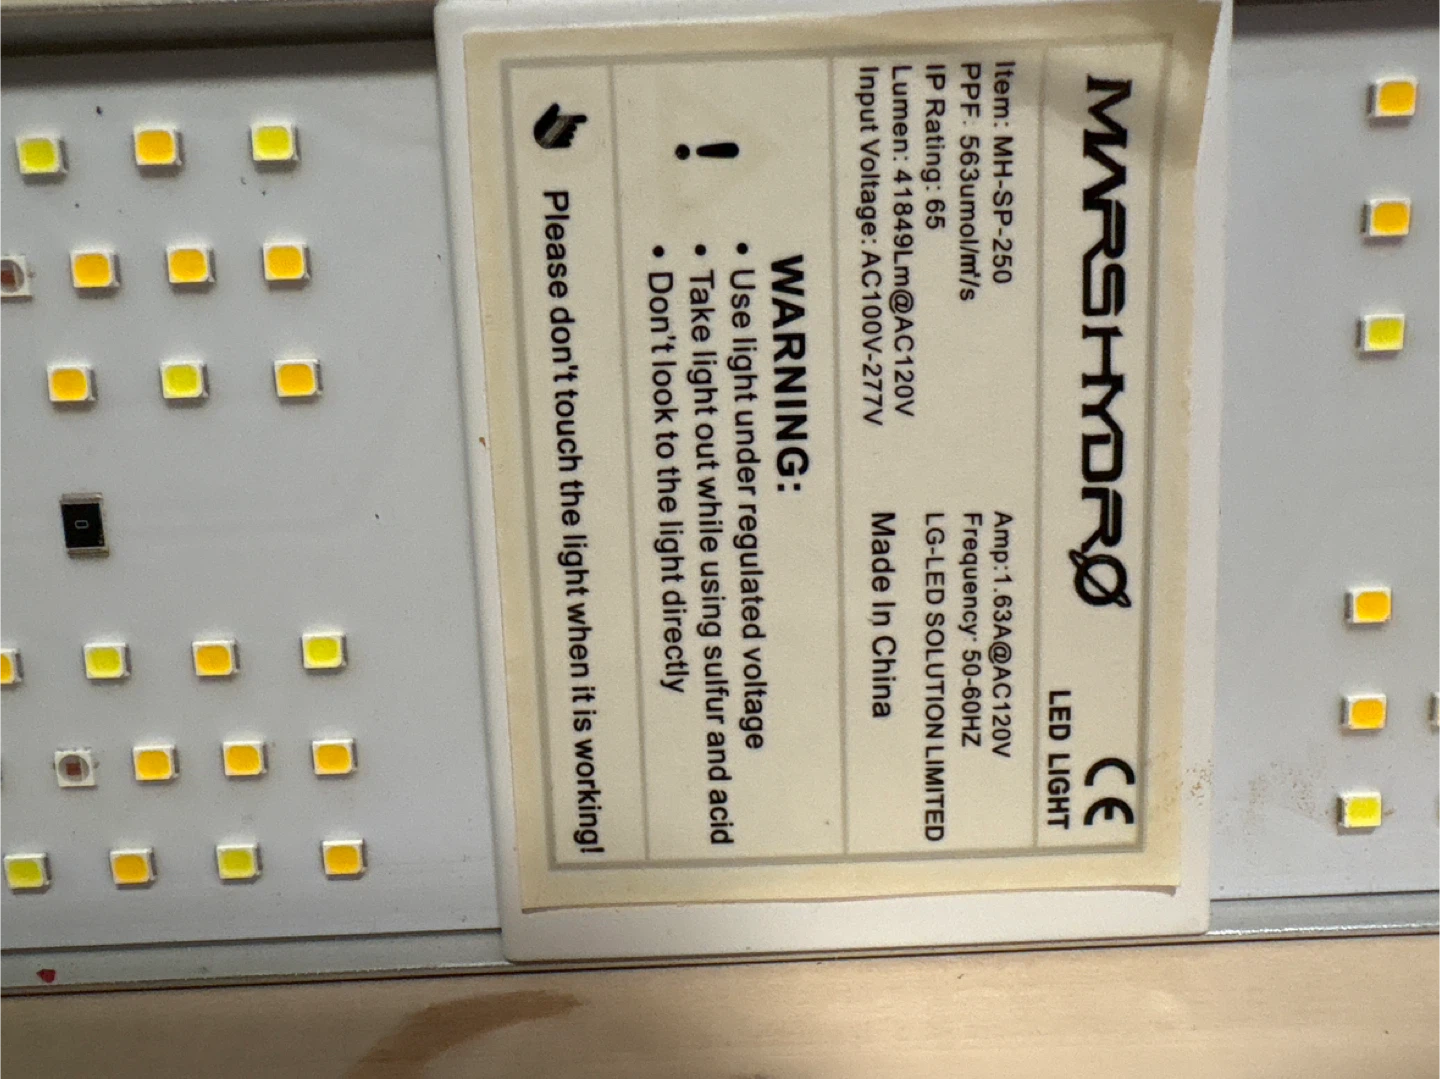 MARSHYDRO
CE
LED LIGHT
Item: MH-SP-250
Amp:1.63A@AC120V
PPF: 563umol/㎡/s
Frequency: 50-60HZ
IP Rating: 65
LG-LED SOLUTION LIMITED
Lumen: 41849Lm@AC120V
Input Voltage: AC100V-277V
Made In China
!
WARNING:
• Use light under regulated voltage
• Take light out while using sulfur and acid
• Don't look to the light directly
Please don't touch the light when it is working!
0